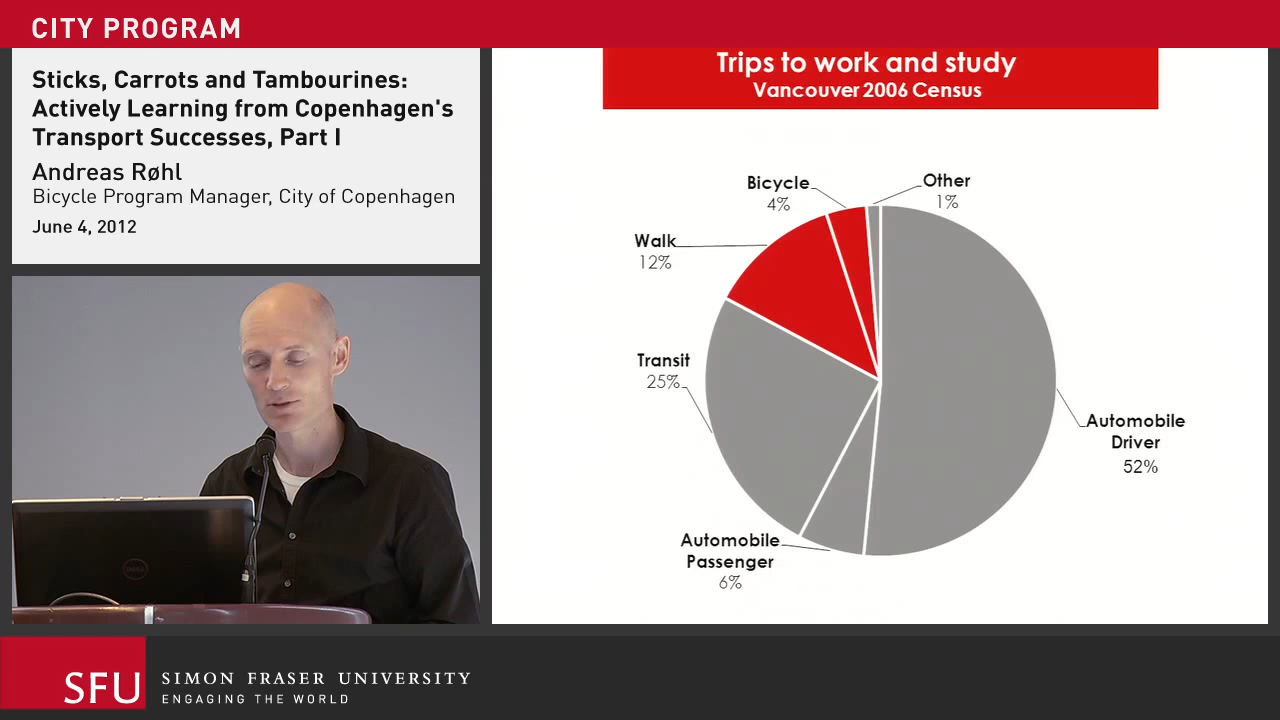 CITY PROGRAM
Sticks, Carrots and Tambourines:
Actively Learning from Copenhagen's
Transport Successes, Part I
Andreas Røhl
Bicycle Program Manager, City of Copenhagen
June 4, 2012
Trips to work and study
Vancouver 2006 Census
Bicycle
4%
Other
1%
Walk
12%
Transit
25%
Automobile
Driver
52%
Automobile
Passenger
6%
DELL
SFU
SIMON FRASER UNIVERSITY
ENGAGING THE WORLD